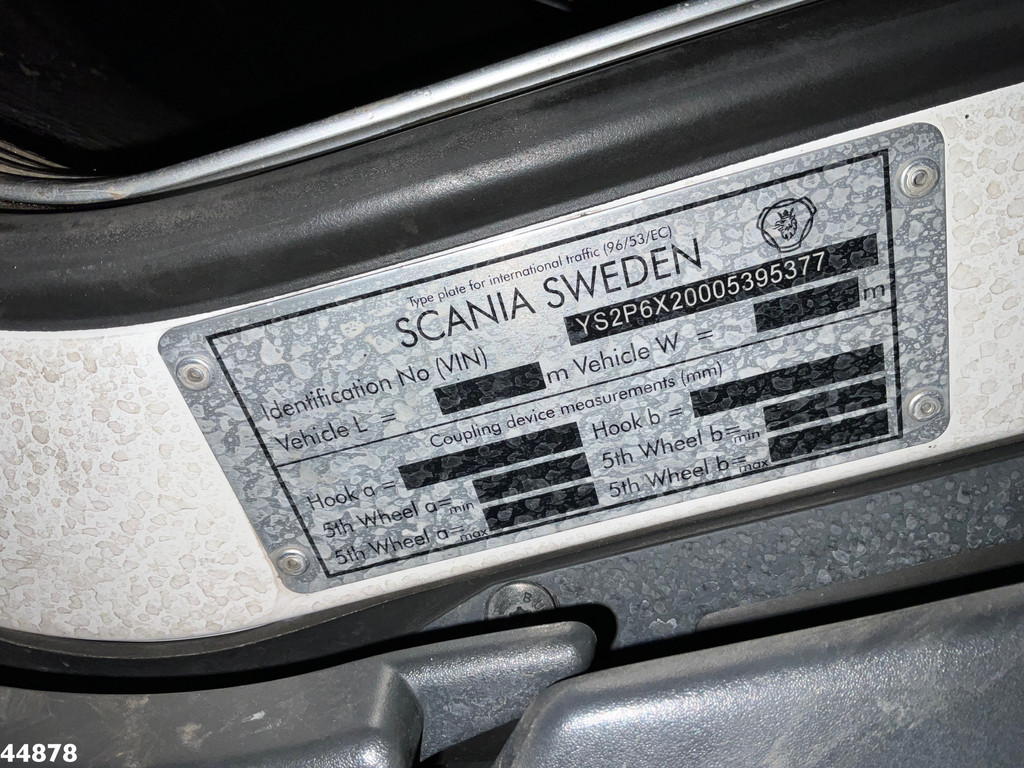 Type plate for international traffic (96/53/EC)
SCANIA SWEDEN
Identification No (VIN) YS2P6X20005395377
Vehicle L = m Vehicle W = m
Coupling device measurements (mm)
Hook a = Hook b =
5th Wheel a=min 5th Wheel b=min
5th Wheel a=max 5th Wheel b=max
B
44878